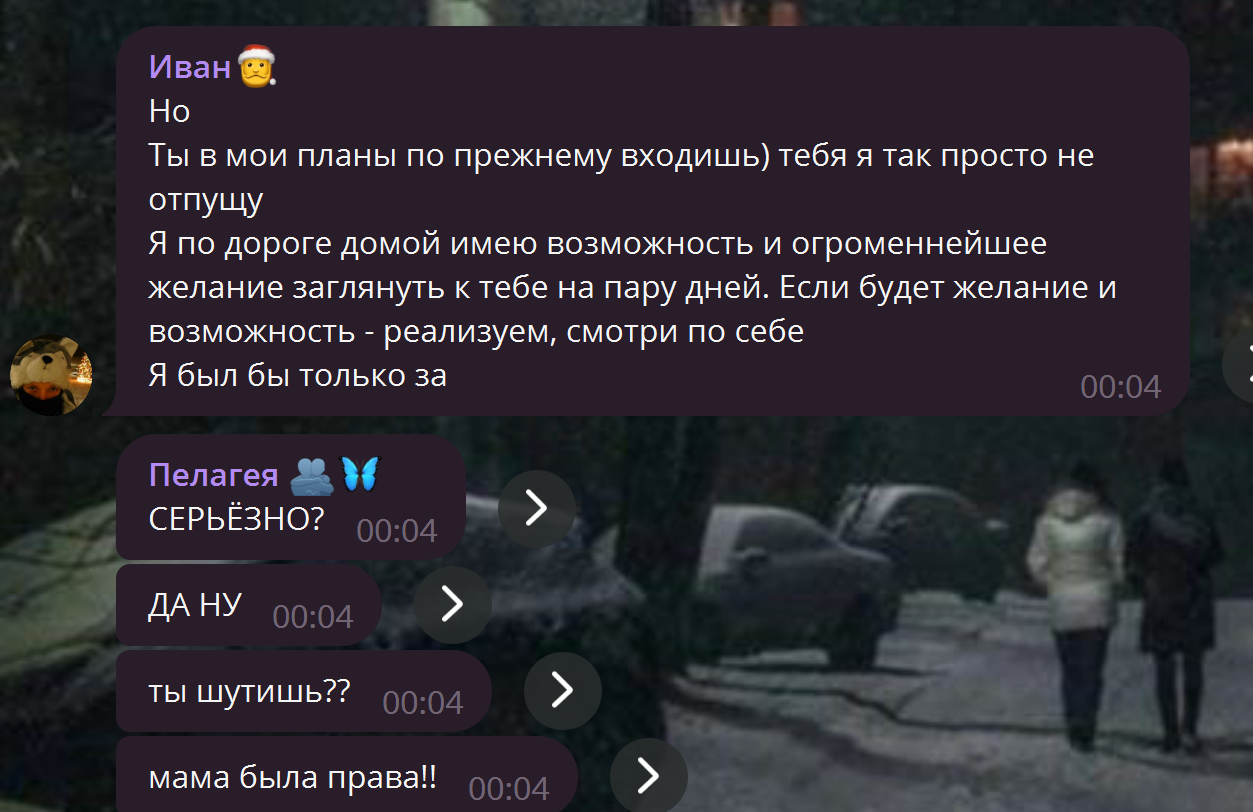 Иван🎅
Но
Ты в мои планы по прежнему входишь) тебя я так просто не
отпущу
Я по дороге домой имею возможность и огроменнейшее
желание заглянуть к тебе на пару дней. Если будет желание и
возможность - реализуем, смотри по себе
Я был бы только за
00:04
Пелагея 🫂🦋
СЕРЬЁЗНО? 00:04
ДА НУ 00:04
ты шутишь?? 00:04
мама была права!! 00:04